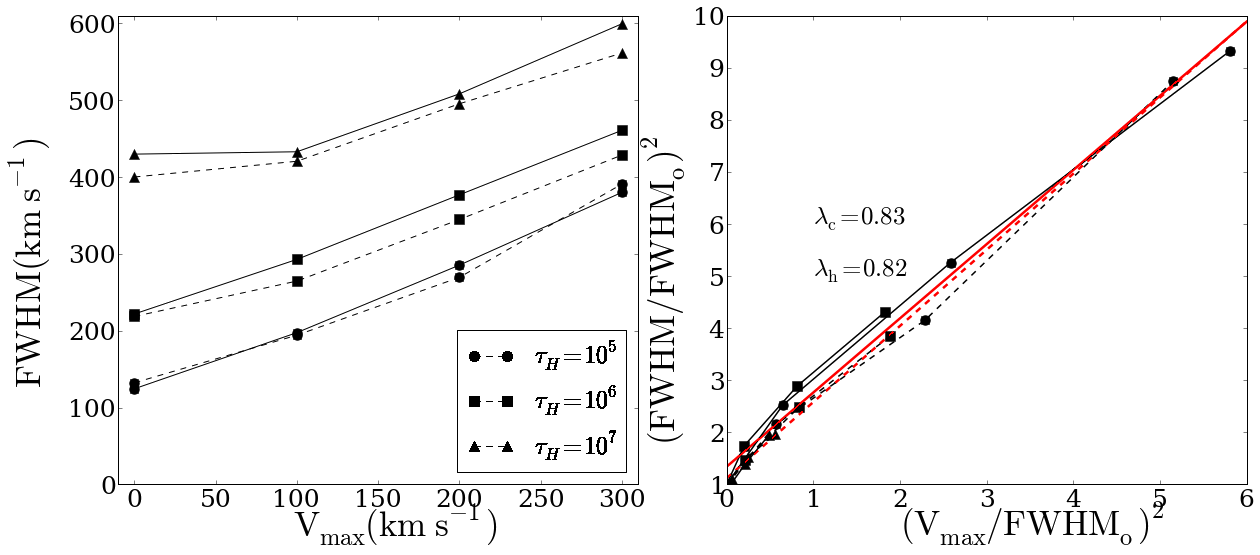 FWHM(km s⁻¹)
600
500
400
300
200
100
0
τ_H=10⁵
τ_H=10⁶
τ_H=10⁷
0 50 100 150 200 250 300
V_max(km s⁻¹)
(FWHM/FWHM_o)²
10
9
8
7
6
5
4
3
2
1
λ_c=0.83
λ_h=0.82
0 1 2 3 4 5 6
(V_max/FWHM_o)²